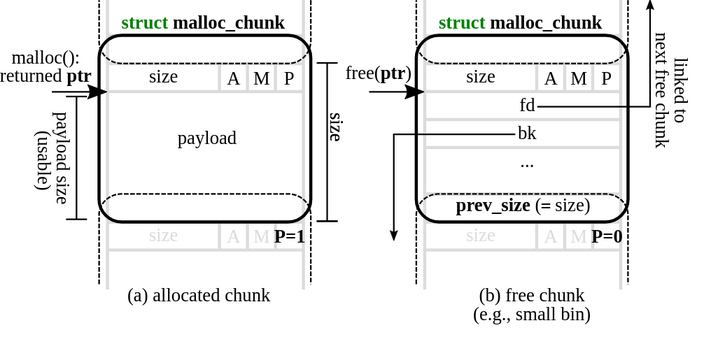 struct malloc_chunk
malloc():
returned ptr
size A M P
payload
payload size
(usable)
size
size A M P=1
(a) allocated chunk
struct malloc_chunk
free(ptr)
size A M P
fd
bk
...
prev_size (= size)
size A M P=0
linked to
next free chunk
(b) free chunk
(e.g., small bin)